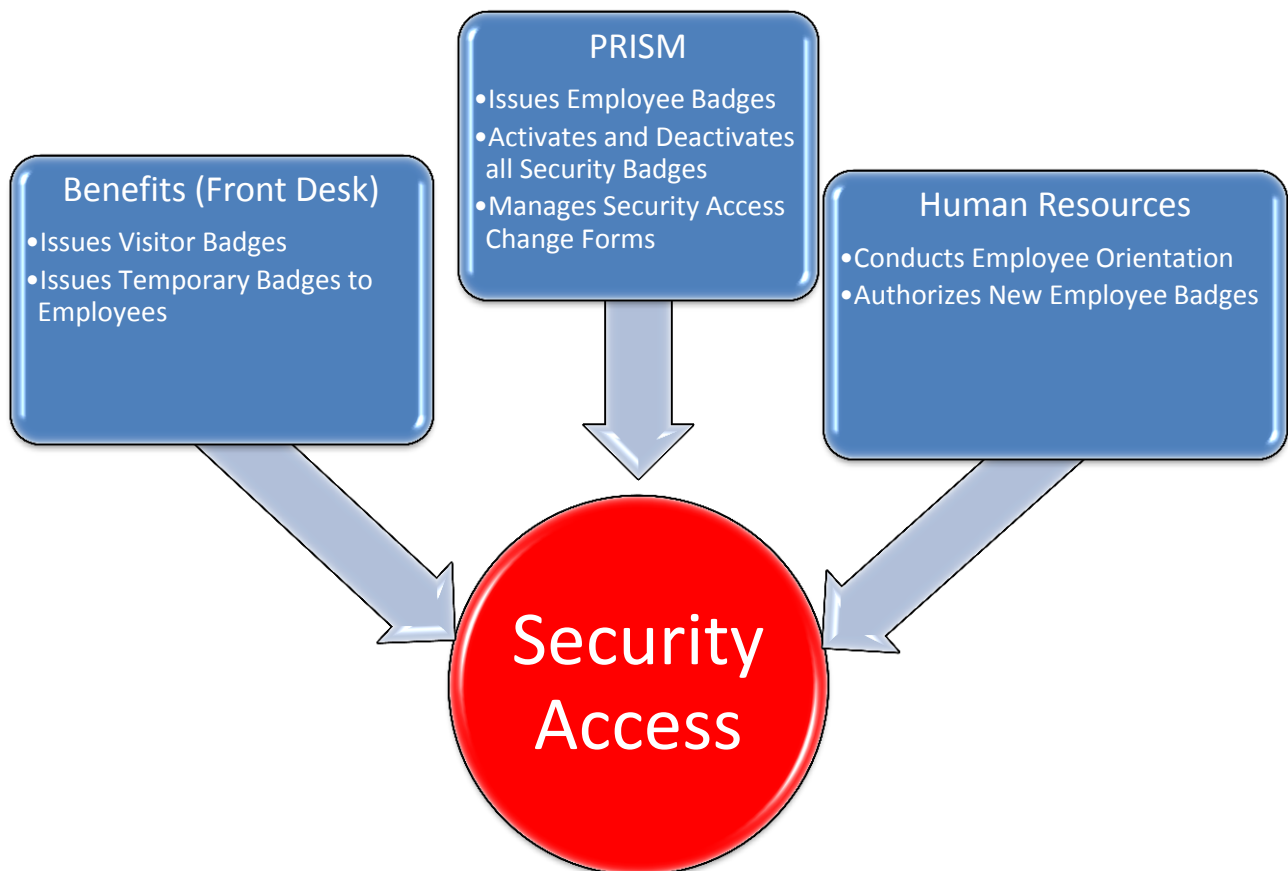 PRISM
•Issues Employee Badges
•Activates and Deactivates
all Security Badges
•Manages Security Access
Change Forms
Benefits (Front Desk)
•Issues Visitor Badges
•Issues Temporary Badges to
Employees
Human Resources
•Conducts Employee Orientation
•Authorizes New Employee Badges
Security
Access